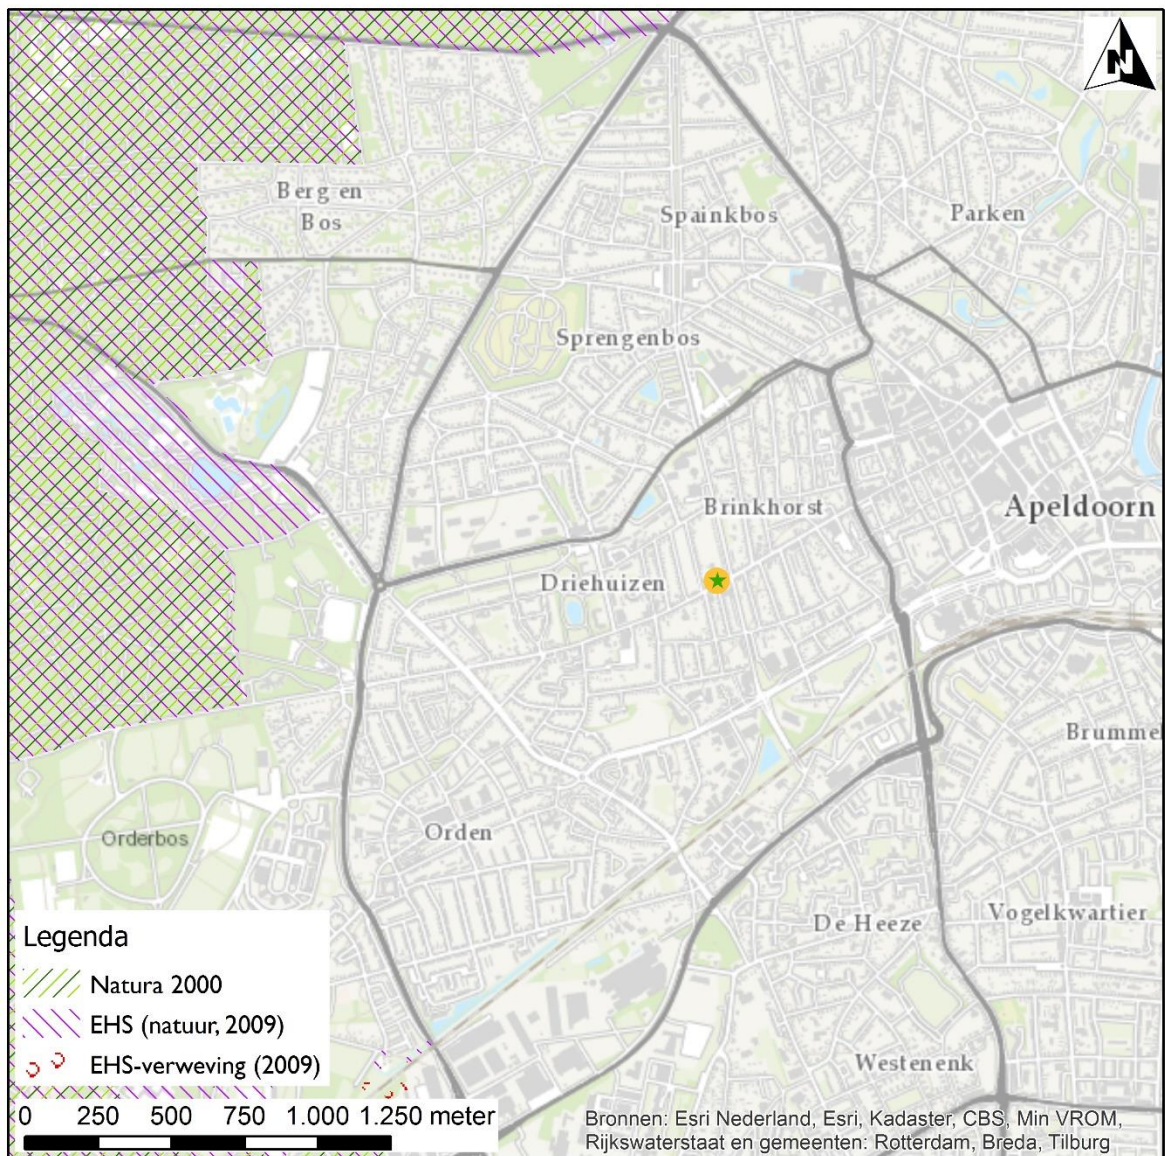 N
Berg en
Bos
Spainkbos
Parken
Sprengenbos
Brinkhorst
Apeldoorn
Driehuizen
Brummel
Orden
Orderbos
De Heeze
Vogelkwartier
Westenenk
Legenda
Natura 2000
EHS (natuur, 2009)
EHS-verweving (2009)
0 250 500 750 1.000 1.250 meter
Bronnen: Esri Nederland, Esri, Kadaster, CBS, Min VROM,
Rijkswaterstaat en gemeenten: Rotterdam, Breda, Tilburg